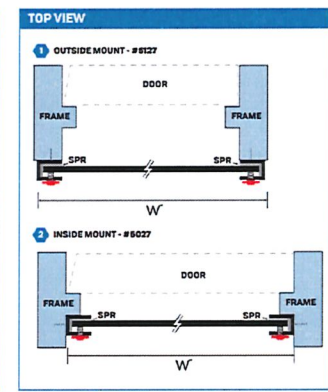 TOP VIEW
1 OUTSIDE MOUNT - #5127
DOOR
FRAME FRAME
SPR SPR
W
2 INSIDE MOUNT - #5027
DOOR
FRAME FRAME
SPR SPR
W